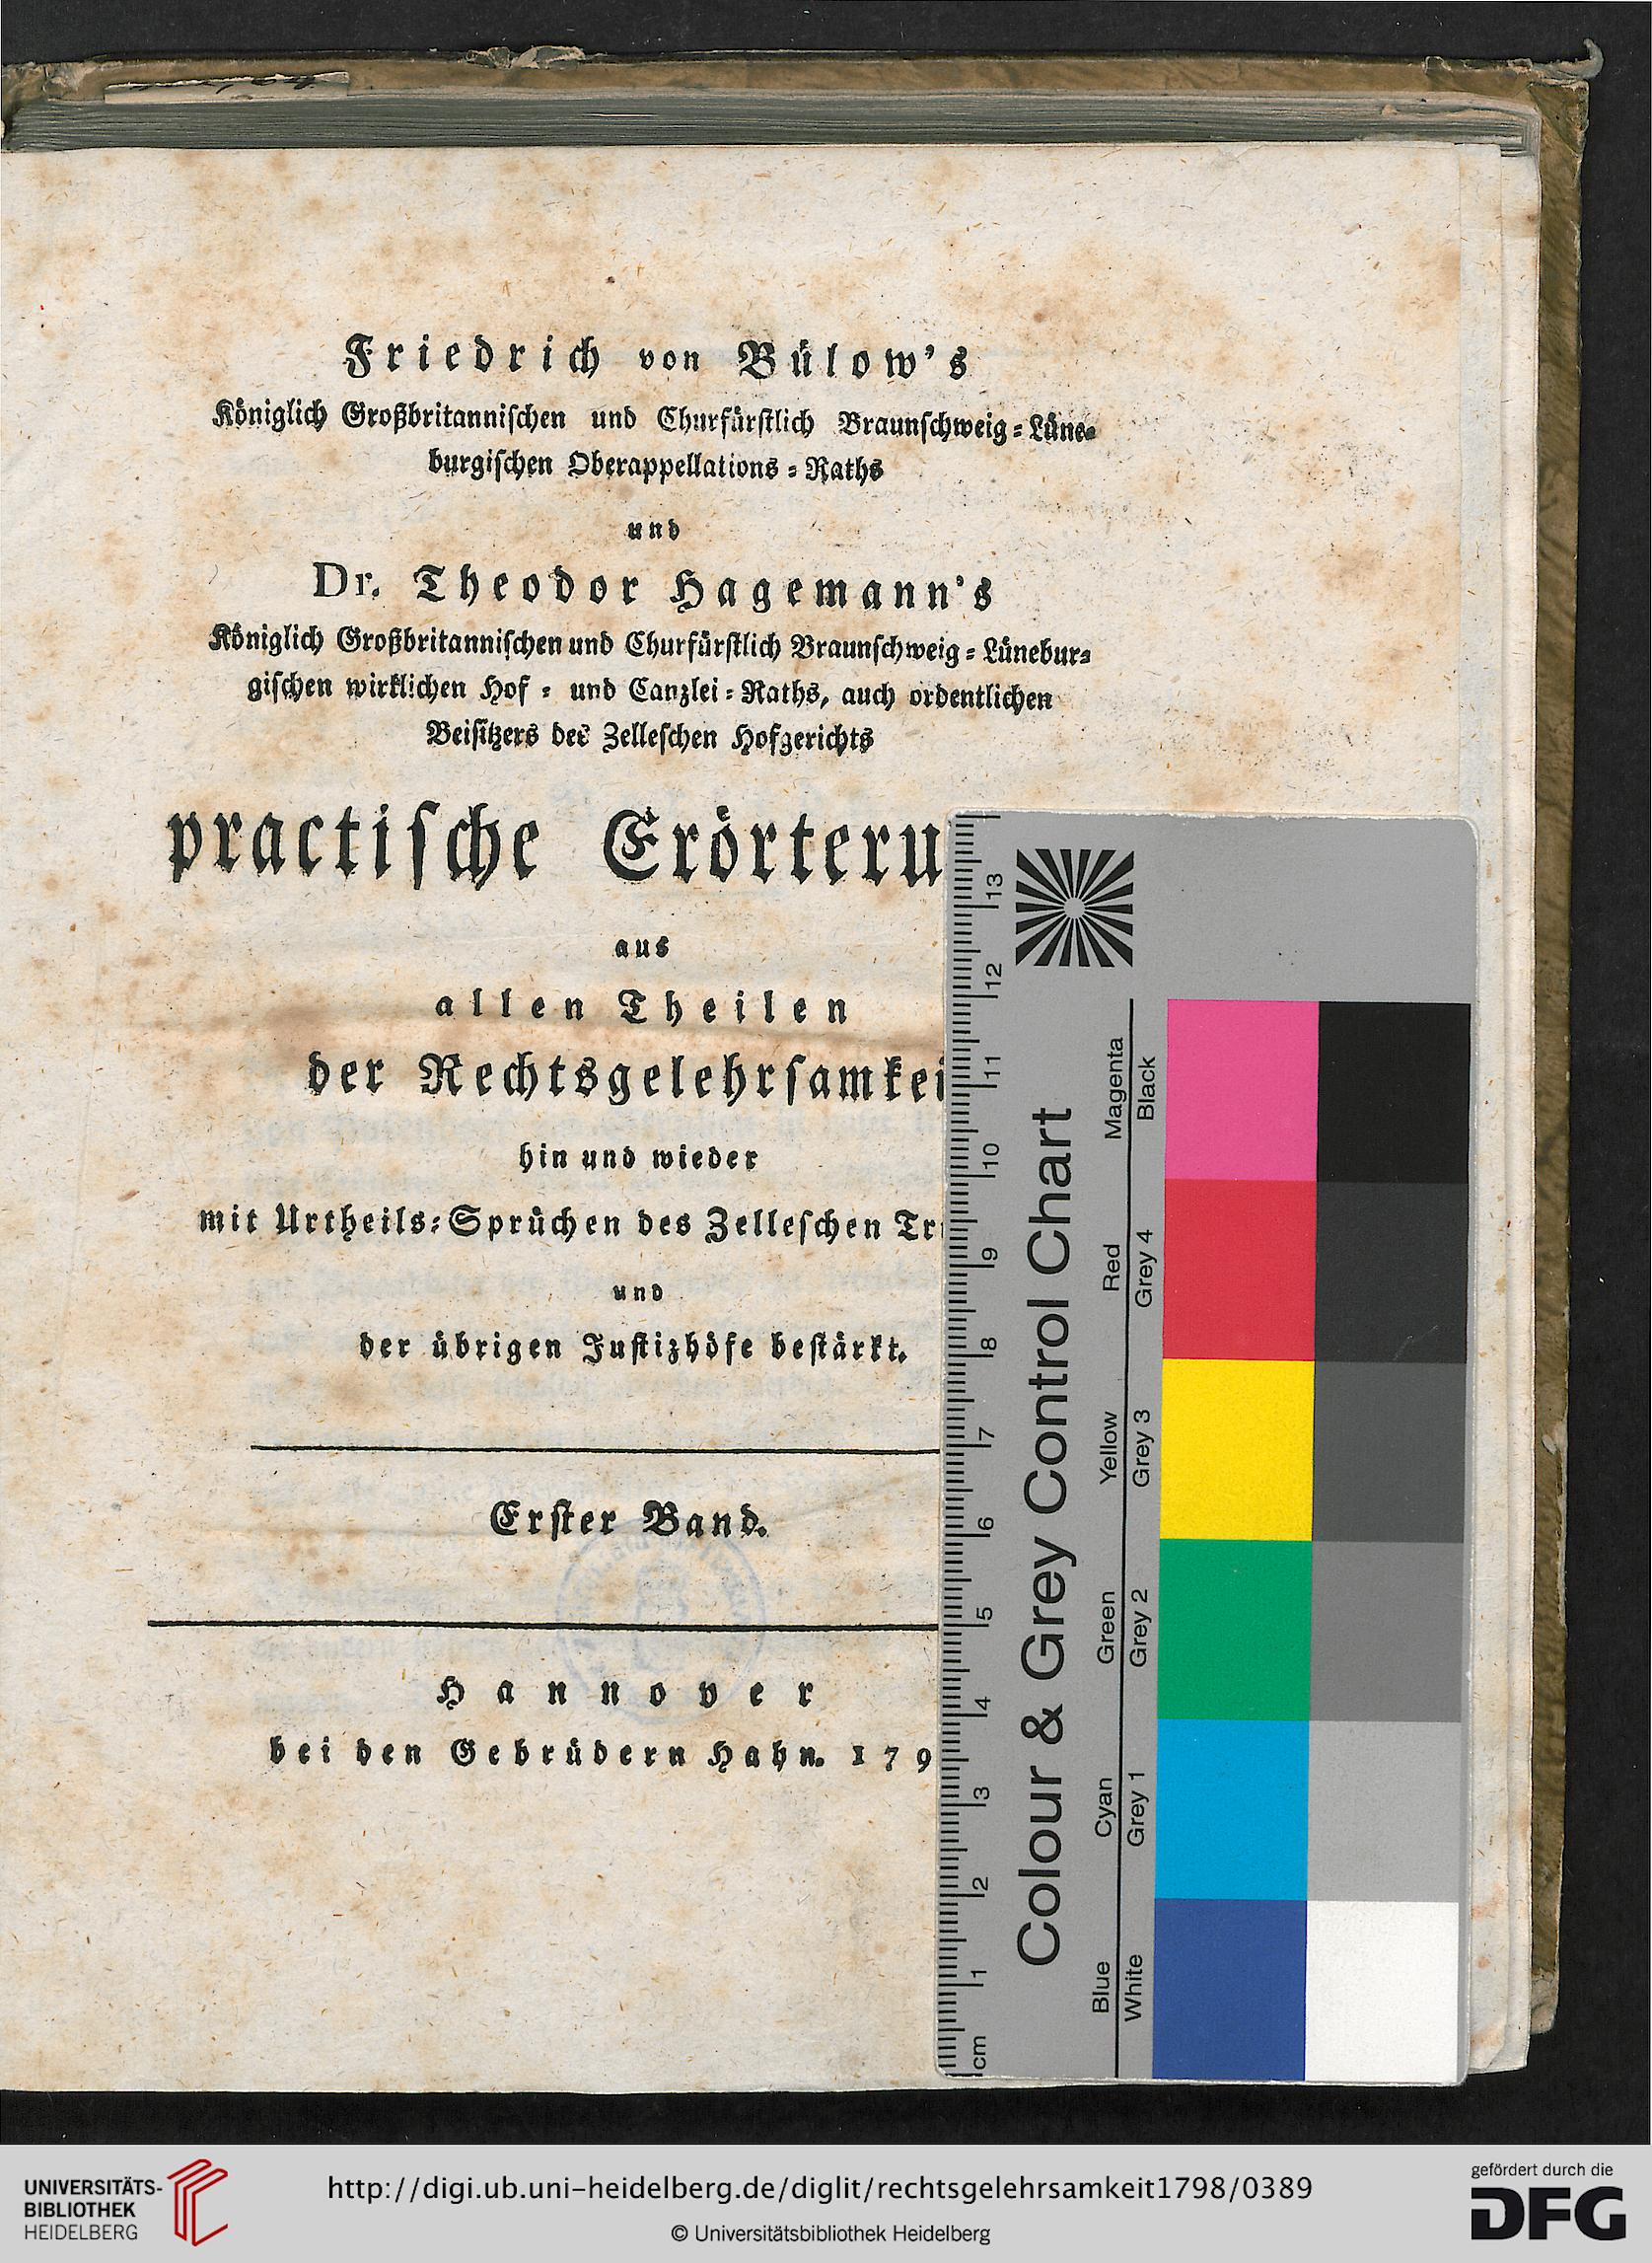 Friedrich von Bülow's
Königlich Großbritannischen und Churfürstlich Braunschweig=Lüne=
burgischen Oberappellations=Raths
und
Dr. Theodor Hagemann's
Königlich Großbritannischen und Churfürstlich Braunschweig=Lünebur=
gischen wirklichen Hof= und Canzlei=Raths, auch ordentlichen
Beisitzers des Zelleschen Hofgerichts
practische Erörteru
aus
allen Theilen
der Rechtsgelehrsamkei
hin und wieder
mit Urtheils=Sprüchen des Zelleschen Tri
und
der übrigen Justizhöfe bestärkt.
Erster Band.
Hannover
bei den Gebrüdern Hahn. 179
13
12
11
10
9
8
7
6
5
4
3
2
1
cm
Colour & Grey Control Chart
Magenta
Red
Yellow
Green
Cyan
Blue
Black
Grey 4
Grey 3
Grey 2
Grey 1
White
UNIVERSITÄTS-
BIBLIOTHEK
HEIDELBERG
http://digi.ub.uni-heidelberg.de/diglit/rechtsgelehrsamkeit1798/0389
© Universitätsbibliothek Heidelberg
gefördert durch die
DFG